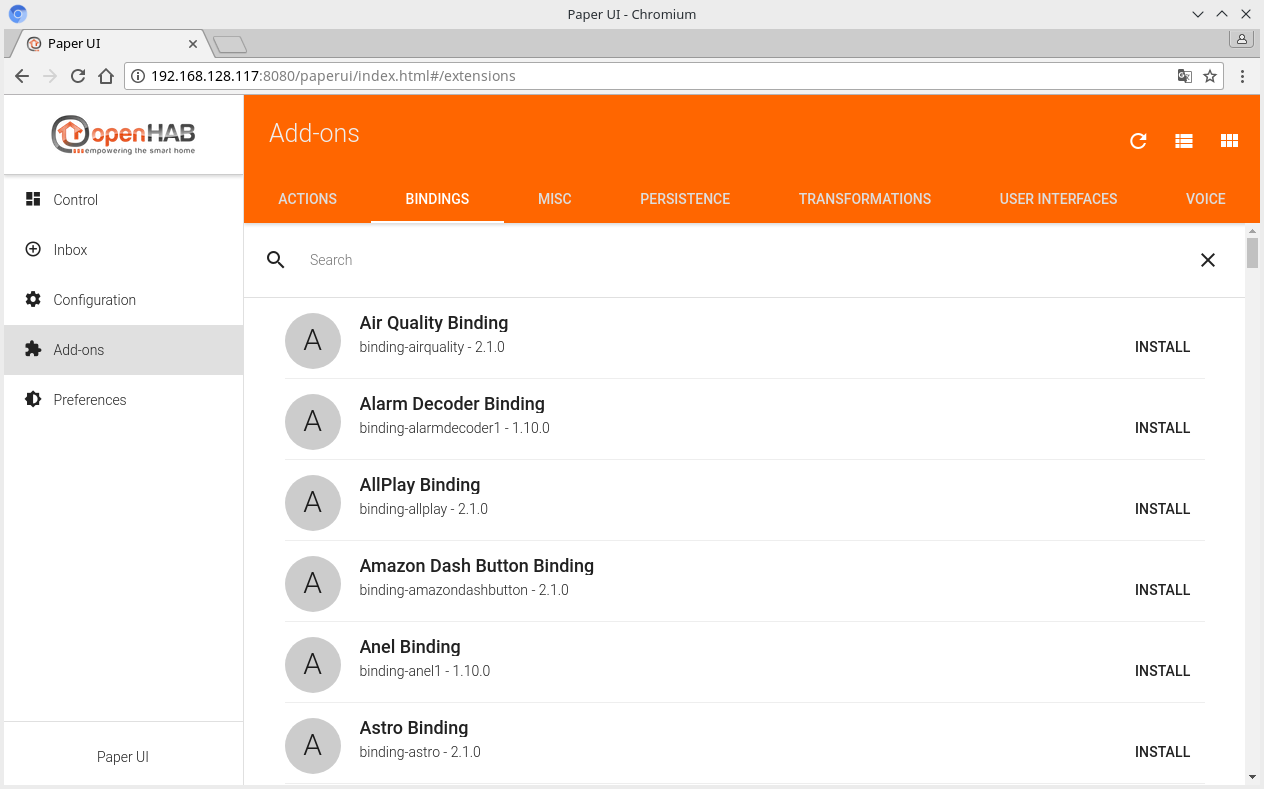 Paper UI - Chromium
Paper UI
192.168.128.117:8080/paperui/index.html#/extensions
openHAB
empowering the smart home
Add-ons
ACTIONS
BINDINGS
MISC
PERSISTENCE
TRANSFORMATIONS
USER INTERFACES
VOICE
Control
Inbox
Configuration
Add-ons
Preferences
Paper UI
Search
A
Air Quality Binding
binding-airquality - 2.1.0
INSTALL
A
Alarm Decoder Binding
binding-alarmdecoder1 - 1.10.0
INSTALL
A
AllPlay Binding
binding-allplay - 2.1.0
INSTALL
A
Amazon Dash Button Binding
binding-amazondashbutton - 2.1.0
INSTALL
A
Anel Binding
binding-anel1 - 1.10.0
INSTALL
A
Astro Binding
binding-astro - 2.1.0
INSTALL